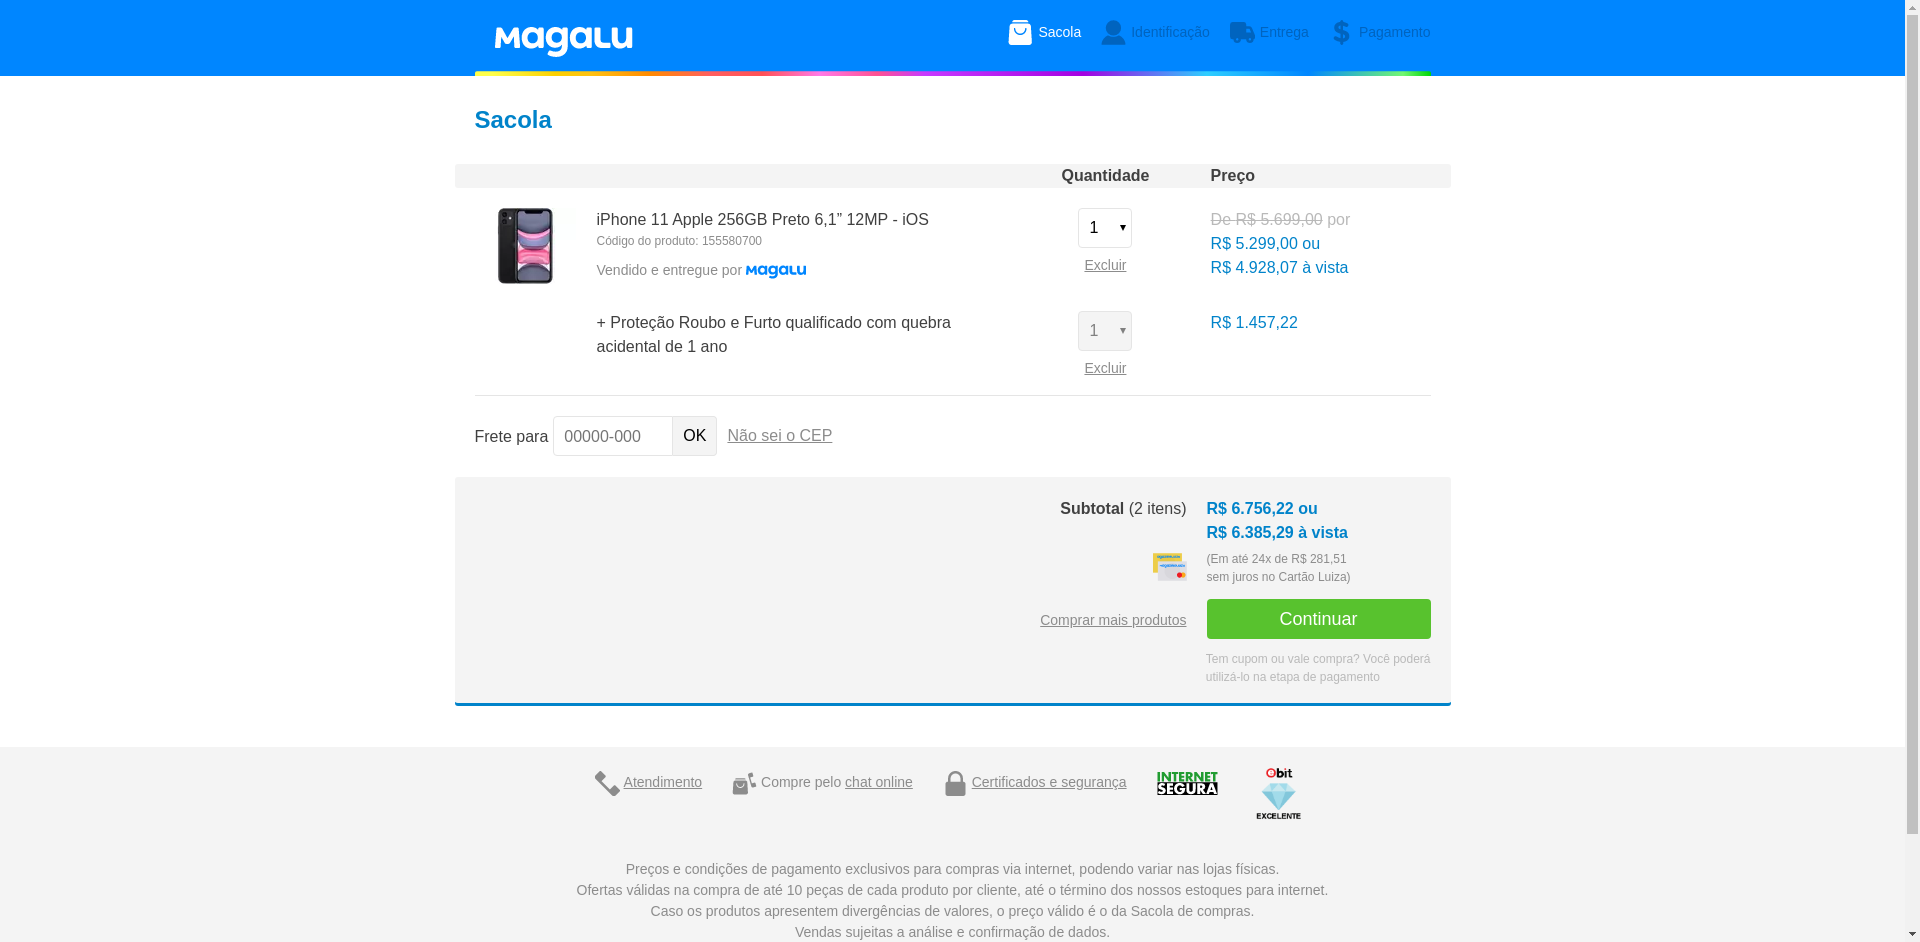 MagaLu
Sacola
Identificação
Entrega
Pagamento
Sacola
Quantidade
Preço
iPhone 11 Apple 256GB Preto 6,1” 12MP - iOS
Código do produto: 155580700
Vendido e entregue por MagaLu
1
Excluir
De R$ 5.699,00 por
R$ 5.299,00 ou
R$ 4.928,07 à vista
+ Proteção Roubo e Furto qualificado com quebra
acidental de 1 ano
1
Excluir
R$ 1.457,22
Frete para
00000-000
OK
Não sei o CEP
Subtotal (2 itens)
R$ 6.756,22 ou
R$ 6.385,29 à vista
(Em até 24x de R$ 281,51
sem juros no Cartão Luiza)
Comprar mais produtos
Continuar
Tem cupom ou vale compra? Você poderá
utilizá-lo na etapa de pagamento
Atendimento
Compre pelo chat online
Certificados e segurança
INTERNET
SEGURA
ebit
EXCELENTE
Preços e condições de pagamento exclusivos para compras via internet, podendo variar nas lojas físicas.
Ofertas válidas na compra de até 10 peças de cada produto por cliente, até o término dos nossos estoques para internet.
Caso os produtos apresentem divergências de valores, o preço válido é o da Sacola de compras.
Vendas sujeitas a análise e confirmação de dados.